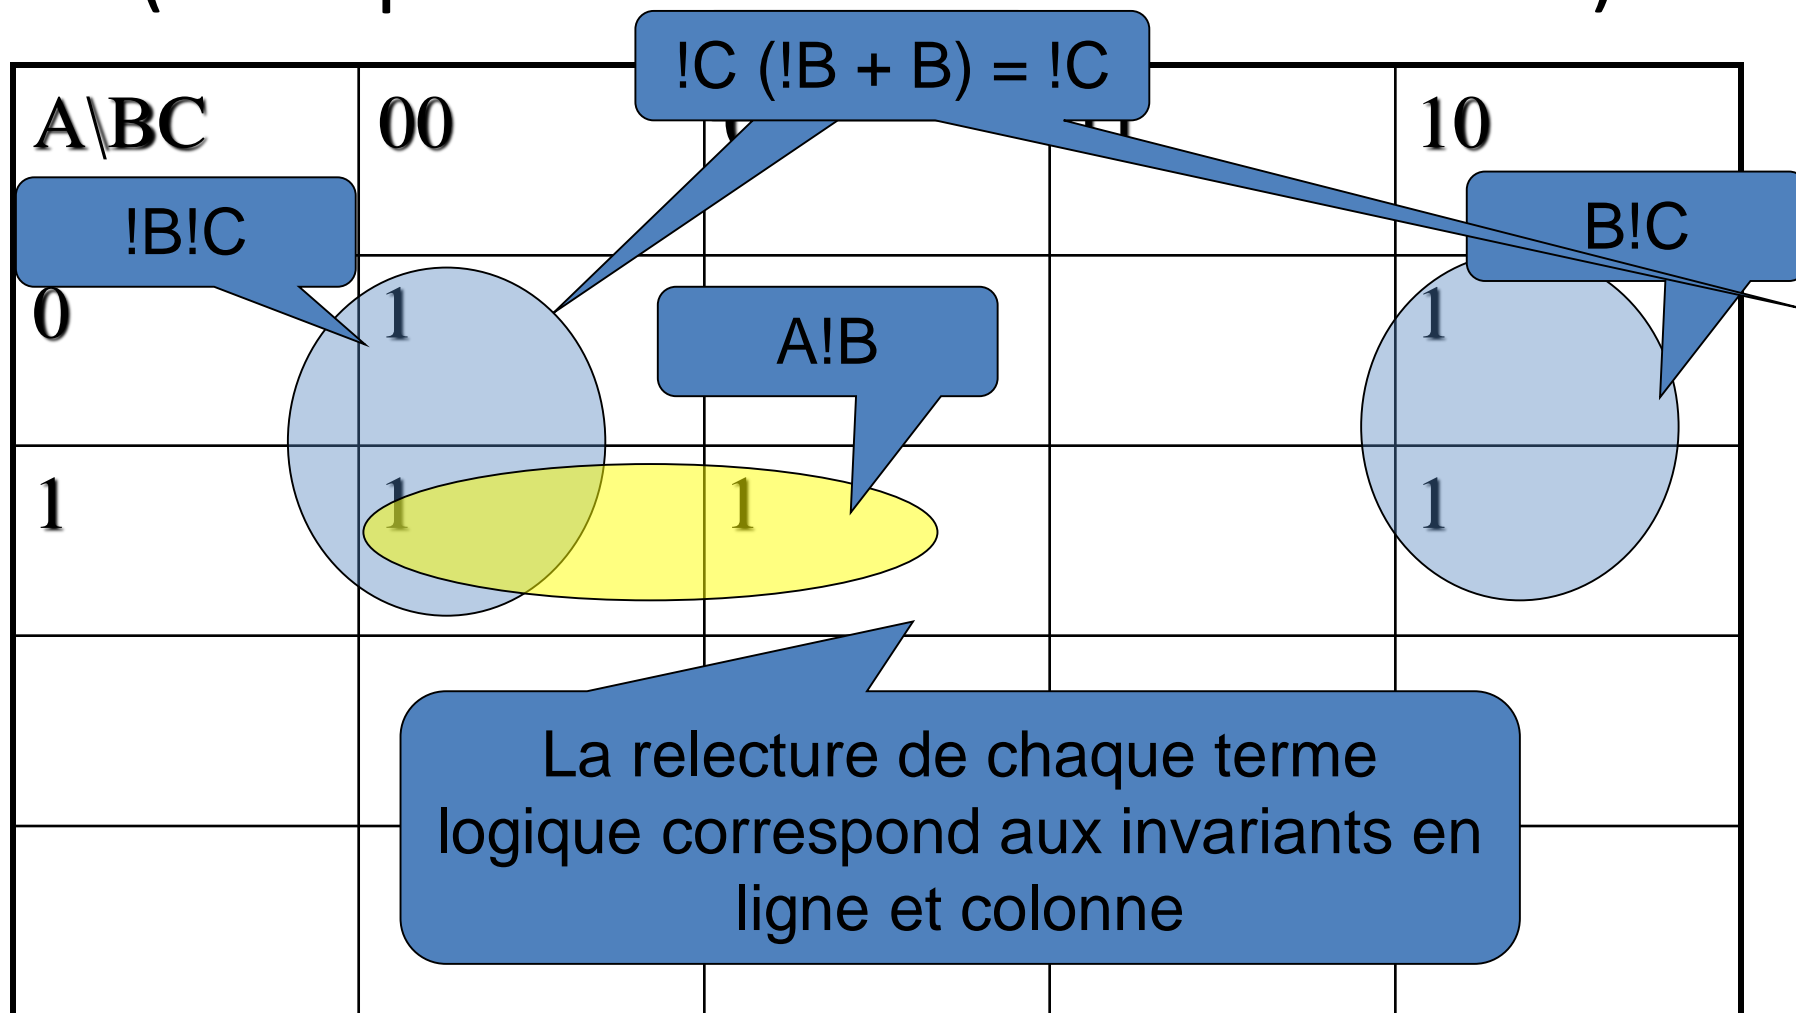 !C (!B + B) = !C
A\BC 00 10
!B!C
B!C
0 1 1
A!B
1 1 1 1
La relecture de chaque terme
logique correspond aux invariants en
ligne et colonne